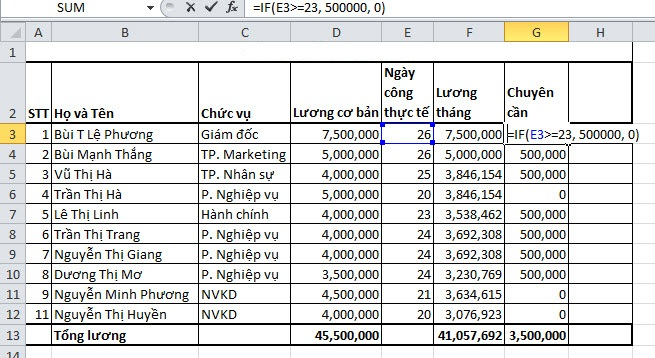 SUM fx =IF(E3>=23, 500000, 0)
A B C D E F G H
1
2 STT Họ và Tên Chức vụ Lương cơ bản Ngày công thực tế Lương tháng Chuyên cần
3 1 Bùi T Lệ Phương Giám đốc 7,500,000 26 7,500,000 =IF(E3>=23, 500000, 0)
4 2 Bùi Mạnh Thắng TP. Marketing 5,000,000 26 5,000,000 500,000
5 3 Vũ Thị Hà TP. Nhân sự 4,000,000 25 3,846,154 500,000
6 4 Trần Thị Hà P. Nghiệp vụ 5,000,000 20 3,846,154 0
7 5 Lê Thị Linh Hành chính 4,000,000 23 3,538,462 500,000
8 6 Trần Thị Trang P. Nghiệp vụ 4,000,000 24 3,692,308 500,000
9 7 Nguyễn Thị Giang P. Nghiệp vụ 4,000,000 24 3,692,308 500,000
10 8 Dương Thị Mơ P. Nghiệp vụ 3,500,000 24 3,230,769 500,000
11 9 Nguyễn Minh Phương NVKD 4,500,000 21 3,634,615 0
12 11 Nguyễn Thị Huyền NVKD 4,000,000 20 3,076,923 0
13 Tổng lương 45,500,000 41,057,692 3,500,000
14